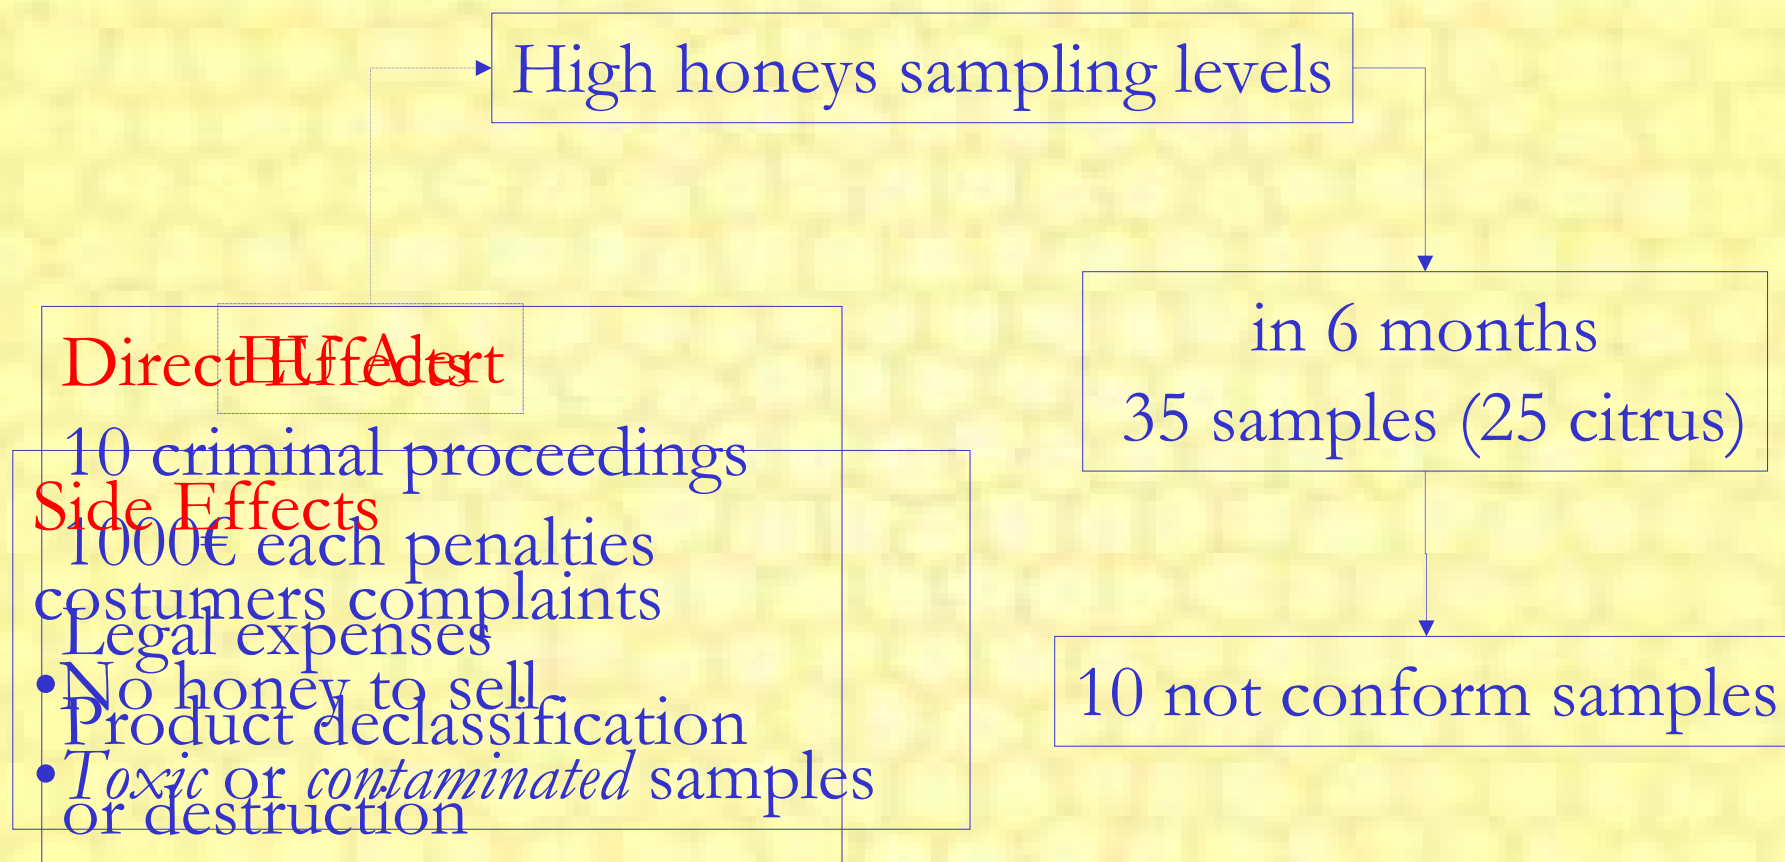 High honeys sampling levels
in 6 months
35 samples (25 citrus)
10 not conform samples
EU Alert
Direct Effects
10 criminal proceedings
1000€ each penalties
Legal expenses
Product declassification
or destruction
Side Effects
costumers complaints
•No honey to sell
•Toxic or contaminated samples